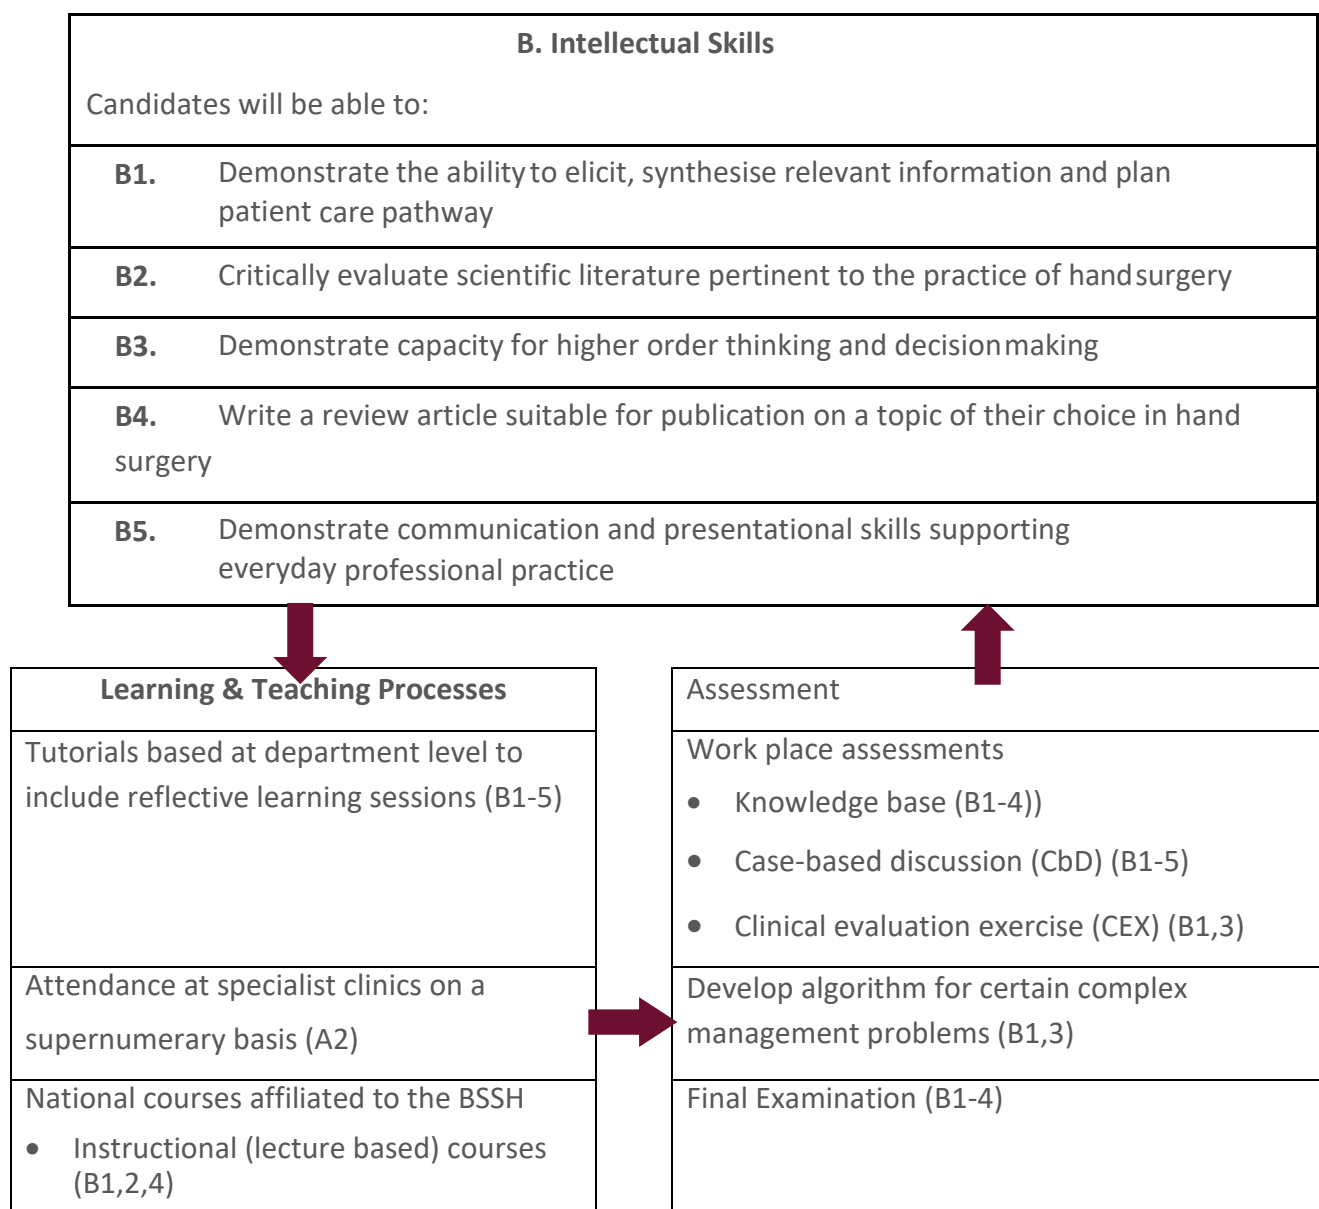 B. Intellectual Skills
Candidates will be able to:
B1. Demonstrate the ability to elicit, synthesise relevant information and plan
patient care pathway
B2. Critically evaluate scientific literature pertinent to the practice of handsurgery
B3. Demonstrate capacity for higher order thinking and decisionmaking
B4. Write a review article suitable for publication on a topic of their choice in hand
surgery
B5. Demonstrate communication and presentational skills supporting
everyday professional practice
Learning & Teaching Processes
Tutorials based at department level to
include reflective learning sessions (B1-5)
Attendance at specialist clinics on a
supernumerary basis (A2)
National courses affiliated to the BSSH
• Instructional (lecture based) courses
(B1,2,4)
Assessment
Work place assessments
• Knowledge base (B1-4))
• Case-based discussion (CbD) (B1-5)
• Clinical evaluation exercise (CEX) (B1,3)
Develop algorithm for certain complex
management problems (B1,3)
Final Examination (B1-4)